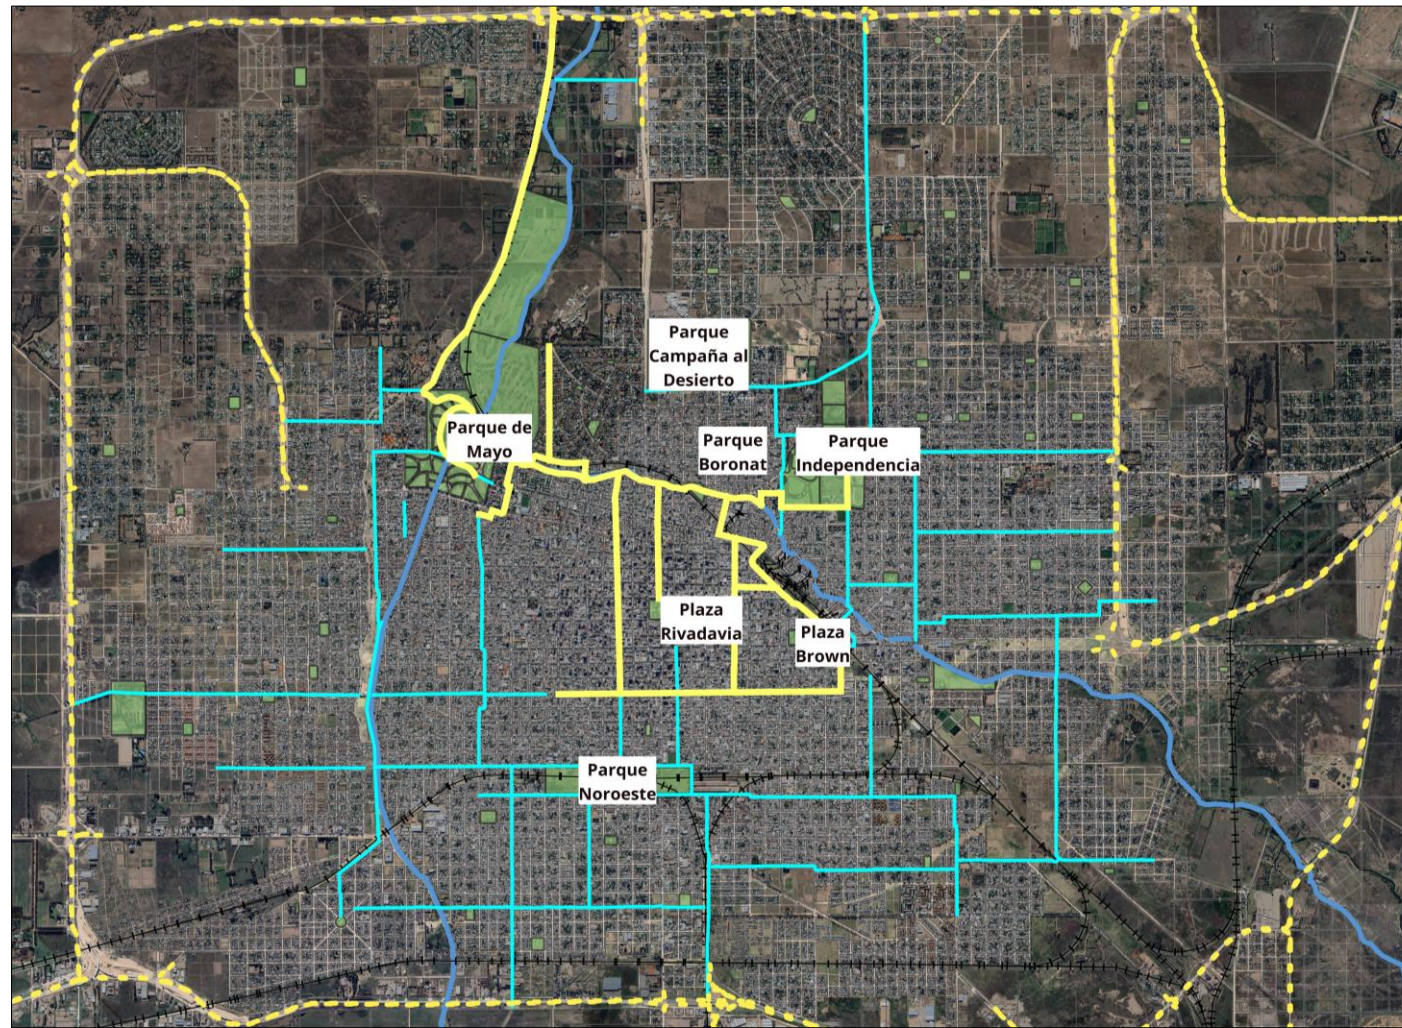 Parque
Campaña al
Desierto
Parque de
Mayo
Parque
Boronat
Parque
Independencia
Plaza
Rivadavia
Plaza
Brown
Parque
Noroeste